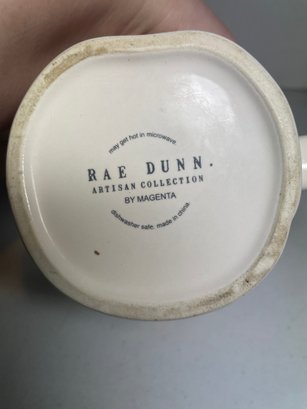 may get hot in microwave.
RAE DUNN.
ARTISAN COLLECTION
BY MAGENTA
dishwasher safe. made in china.